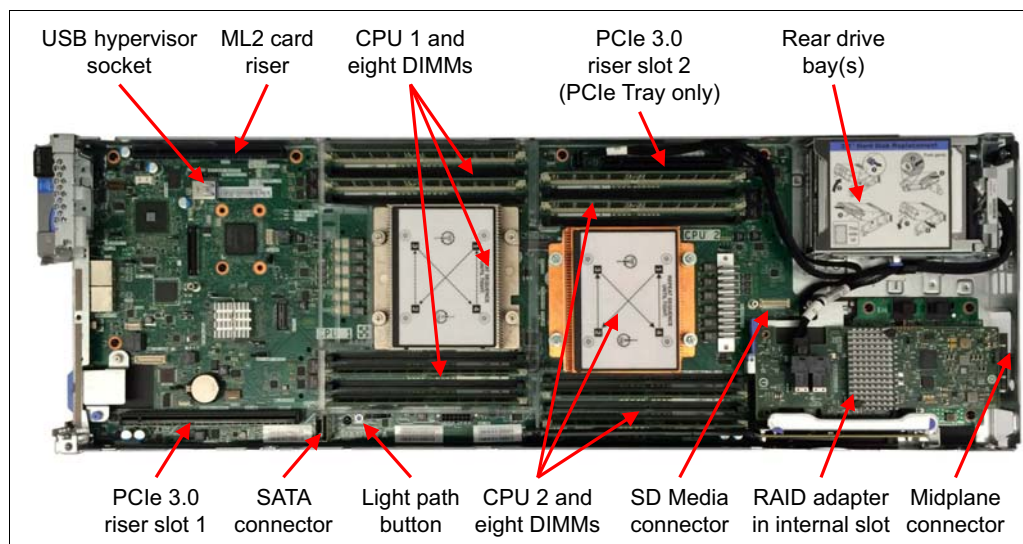 USB hypervisor
socket
ML2 card
riser
CPU 1 and
eight DIMMs
PCIe 3.0
riser slot 2
(PCIe Tray only)
Rear drive
bay(s)
CPU 2
CPU 1
PCIe 3.0
riser slot 1
SATA
connector
Light path
button
CPU 2 and
eight DIMMs
SD Media
connector
RAID adapter
in internal slot
Midplane
connector